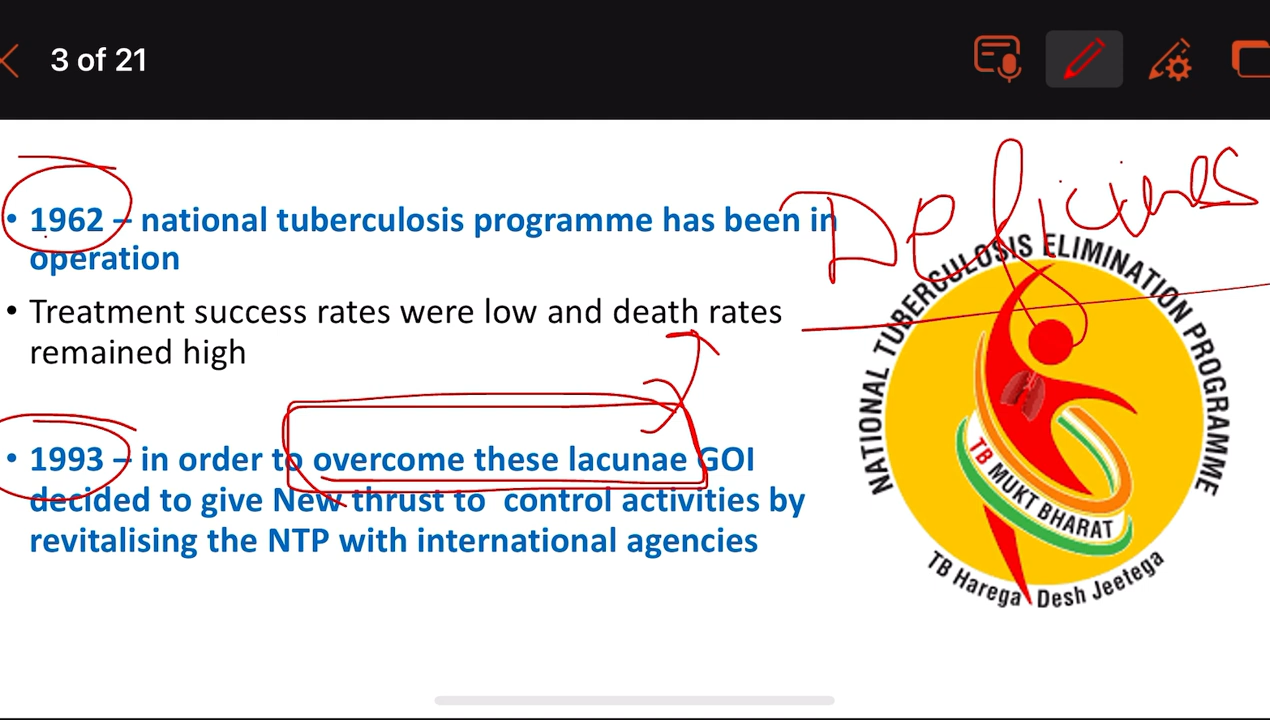 3 of 21
• 1962 – national tuberculosis programme has been in
operation
• Treatment success rates were low and death rates
remained high
• 1993 – in order to overcome these lacunae GOI
decided to give New thrust to control activities by
revitalising the NTP with international agencies
NATIONAL TUBERCULOSIS ELIMINATION PROGRAMME
TB MUKT BHARAT
TB Harega Desh Jeetega